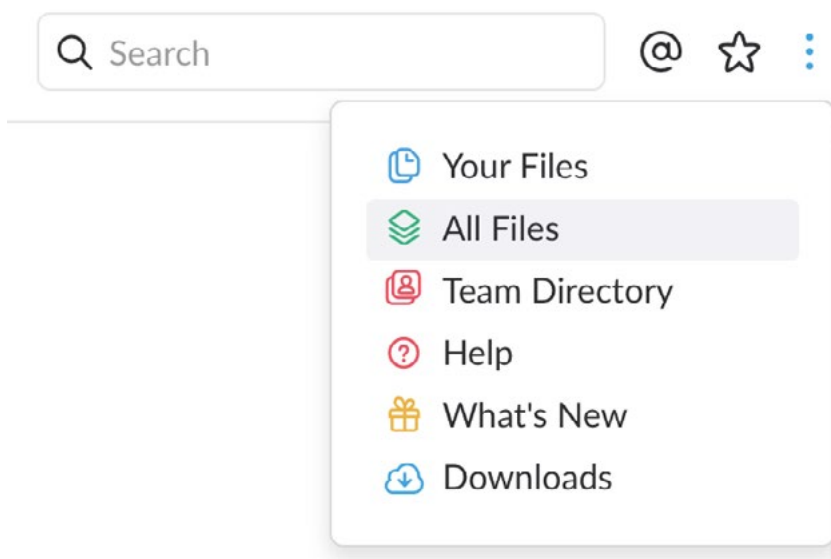 Search
Your Files
All Files
Team Directory
Help
What's New
Downloads